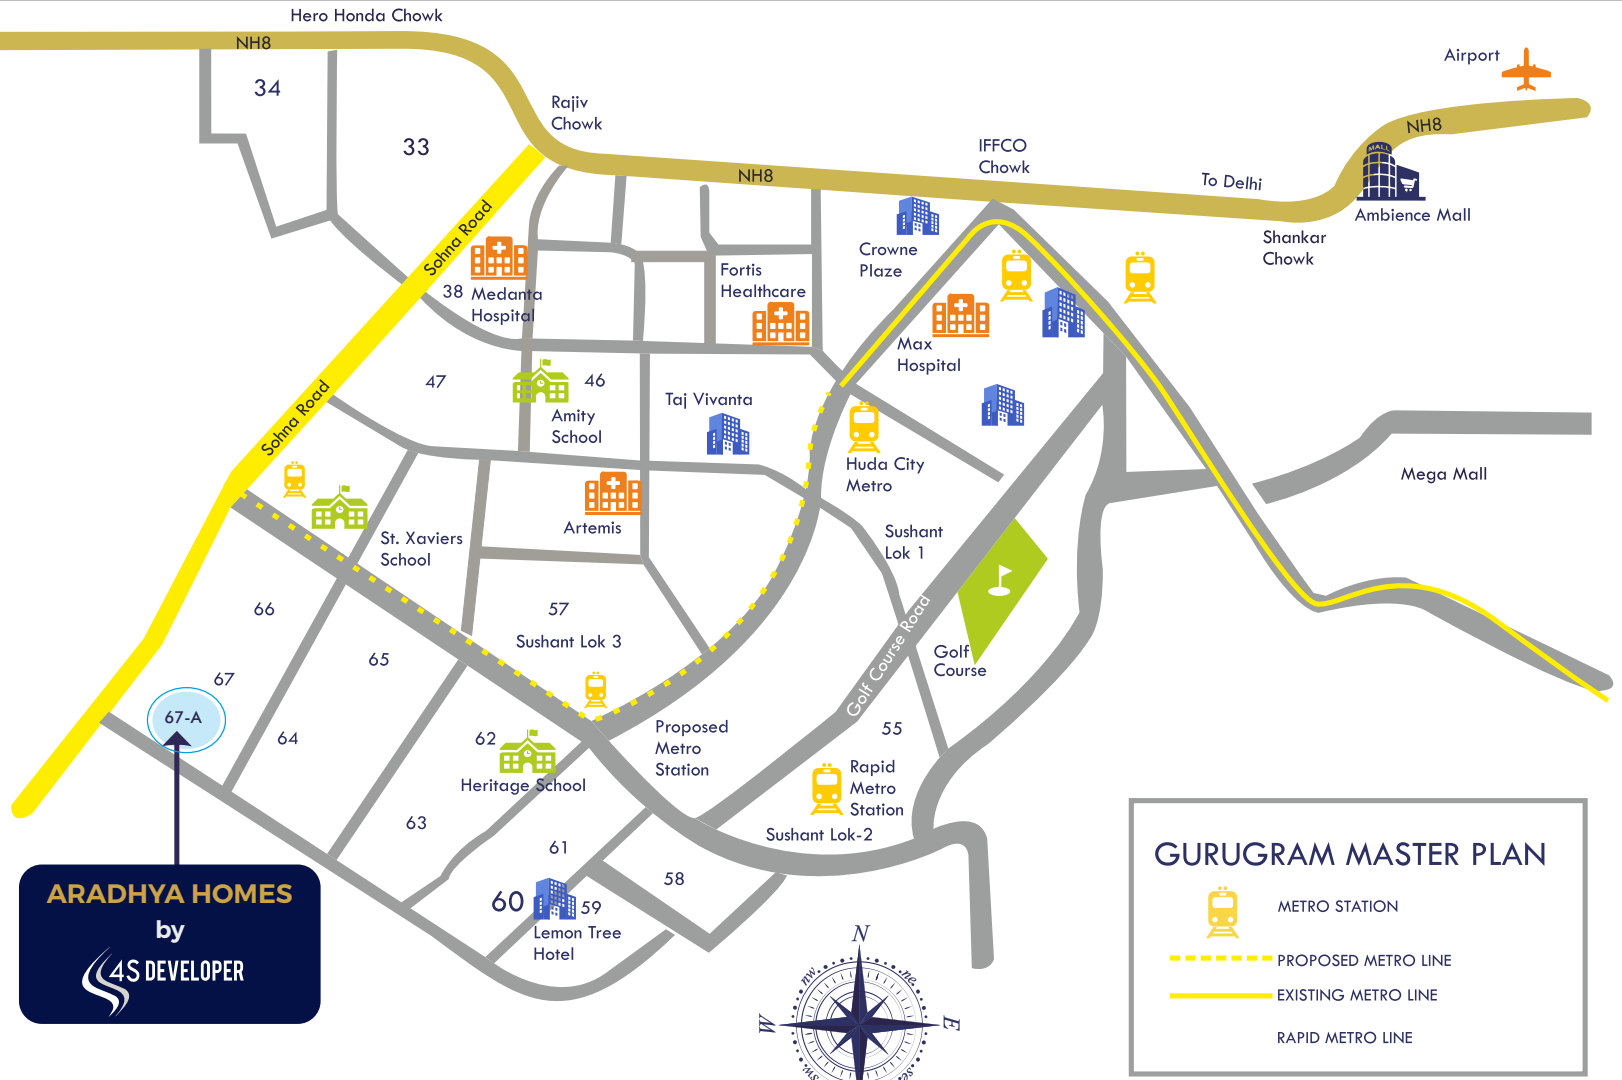 Hero Honda Chowk
NH8
34
33
Rajiv
Chowk
Airport
NH8
MALL
Ambience Mall
IFFCO
Chowk
To Delhi
Shankar
Chowk
NH8
Sohna Road
38
Medanta
Hospital
Fortis
Healthcare
Crowne
Plaze
Max
Hospital
47
46
Amity
School
Taj Vivanta
Sohna Road
Huda City
Metro
Mega Mall
St. Xaviers
School
Artemis
Sushant
Lok 1
66
57
Sushant Lok 3
65
67
67-A
64
Golf Course Road
Golf
Course
62
Heritage School
Proposed
Metro
Station
55
Rapid
Metro
Station
Sushant Lok-2
63
61
58
60
59
Lemon Tree
Hotel
ARADHYA HOMES
by
4S DEVELOPER
N
nw.
ne.
W
E
sw.
se.
GURUGRAM MASTER PLAN
METRO STATION
PROPOSED METRO LINE
EXISTING METRO LINE
RAPID METRO LINE